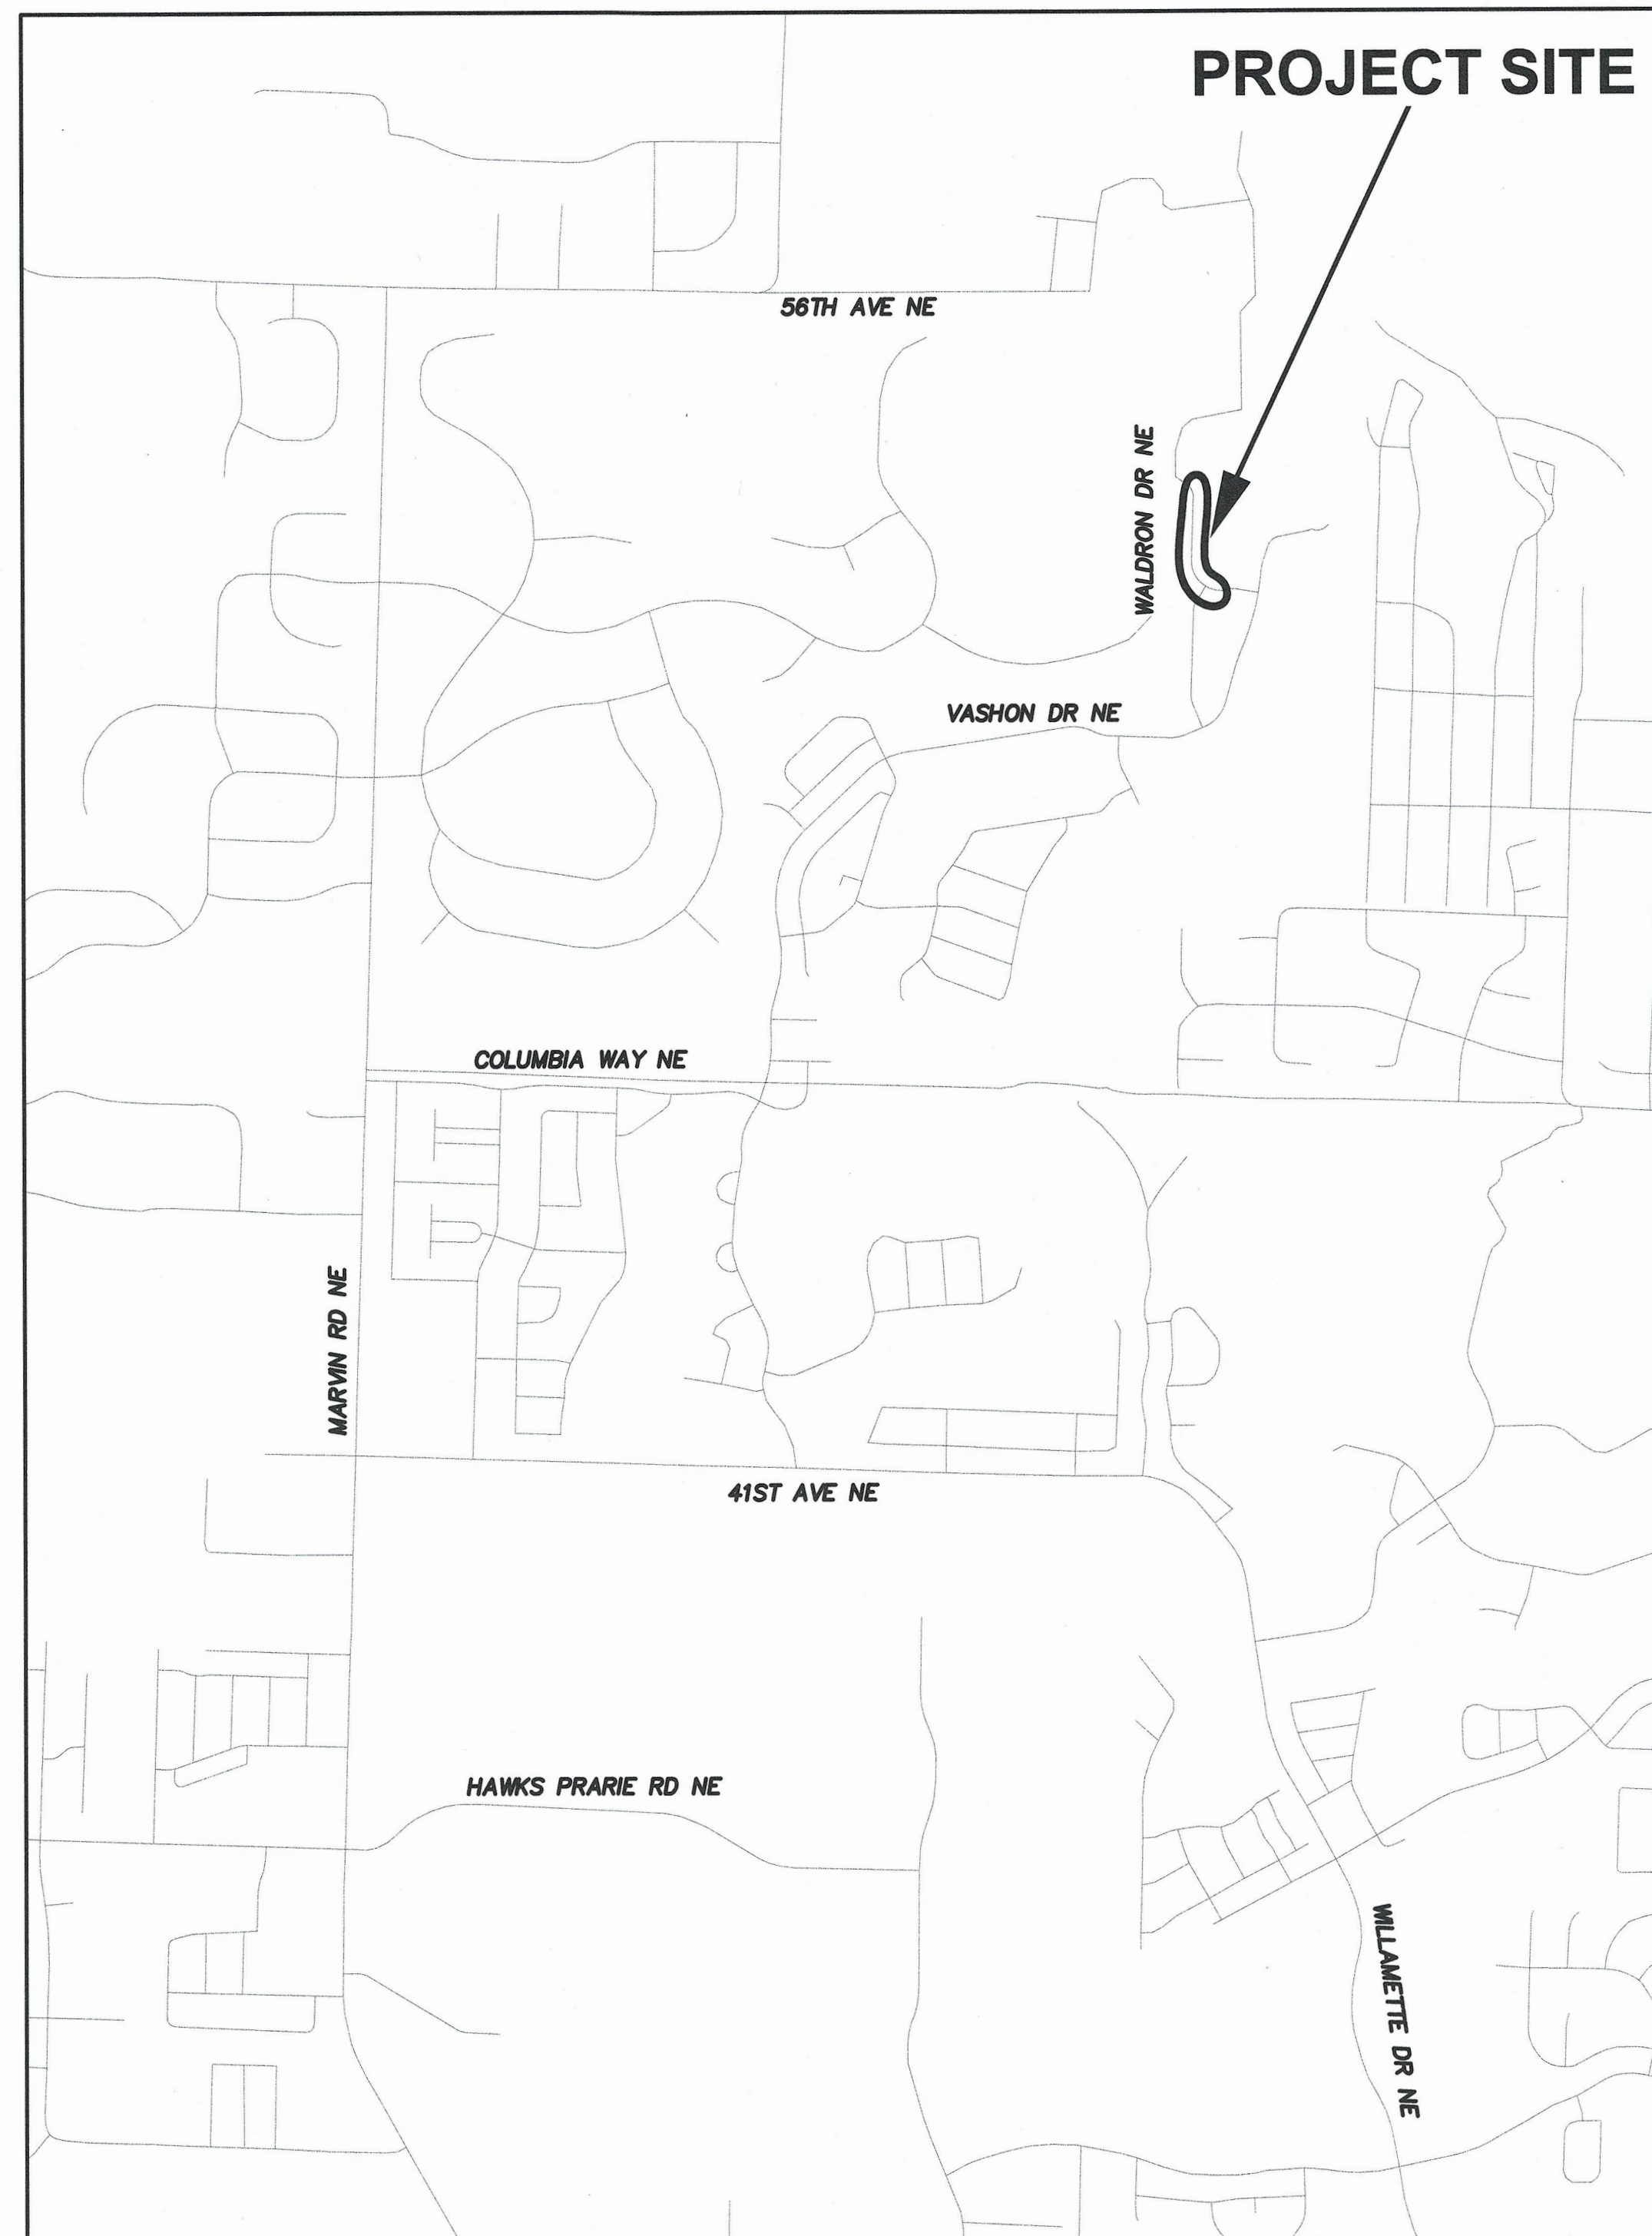 PROJECT SITE
56TH AVE NE
WALDRON DR NE
VASHON DR NE
COLUMBIA WAY NE
MARVIN RD NE
41ST AVE NE
HAWKS PRARIE RD NE
WILLAMETTE DR NE